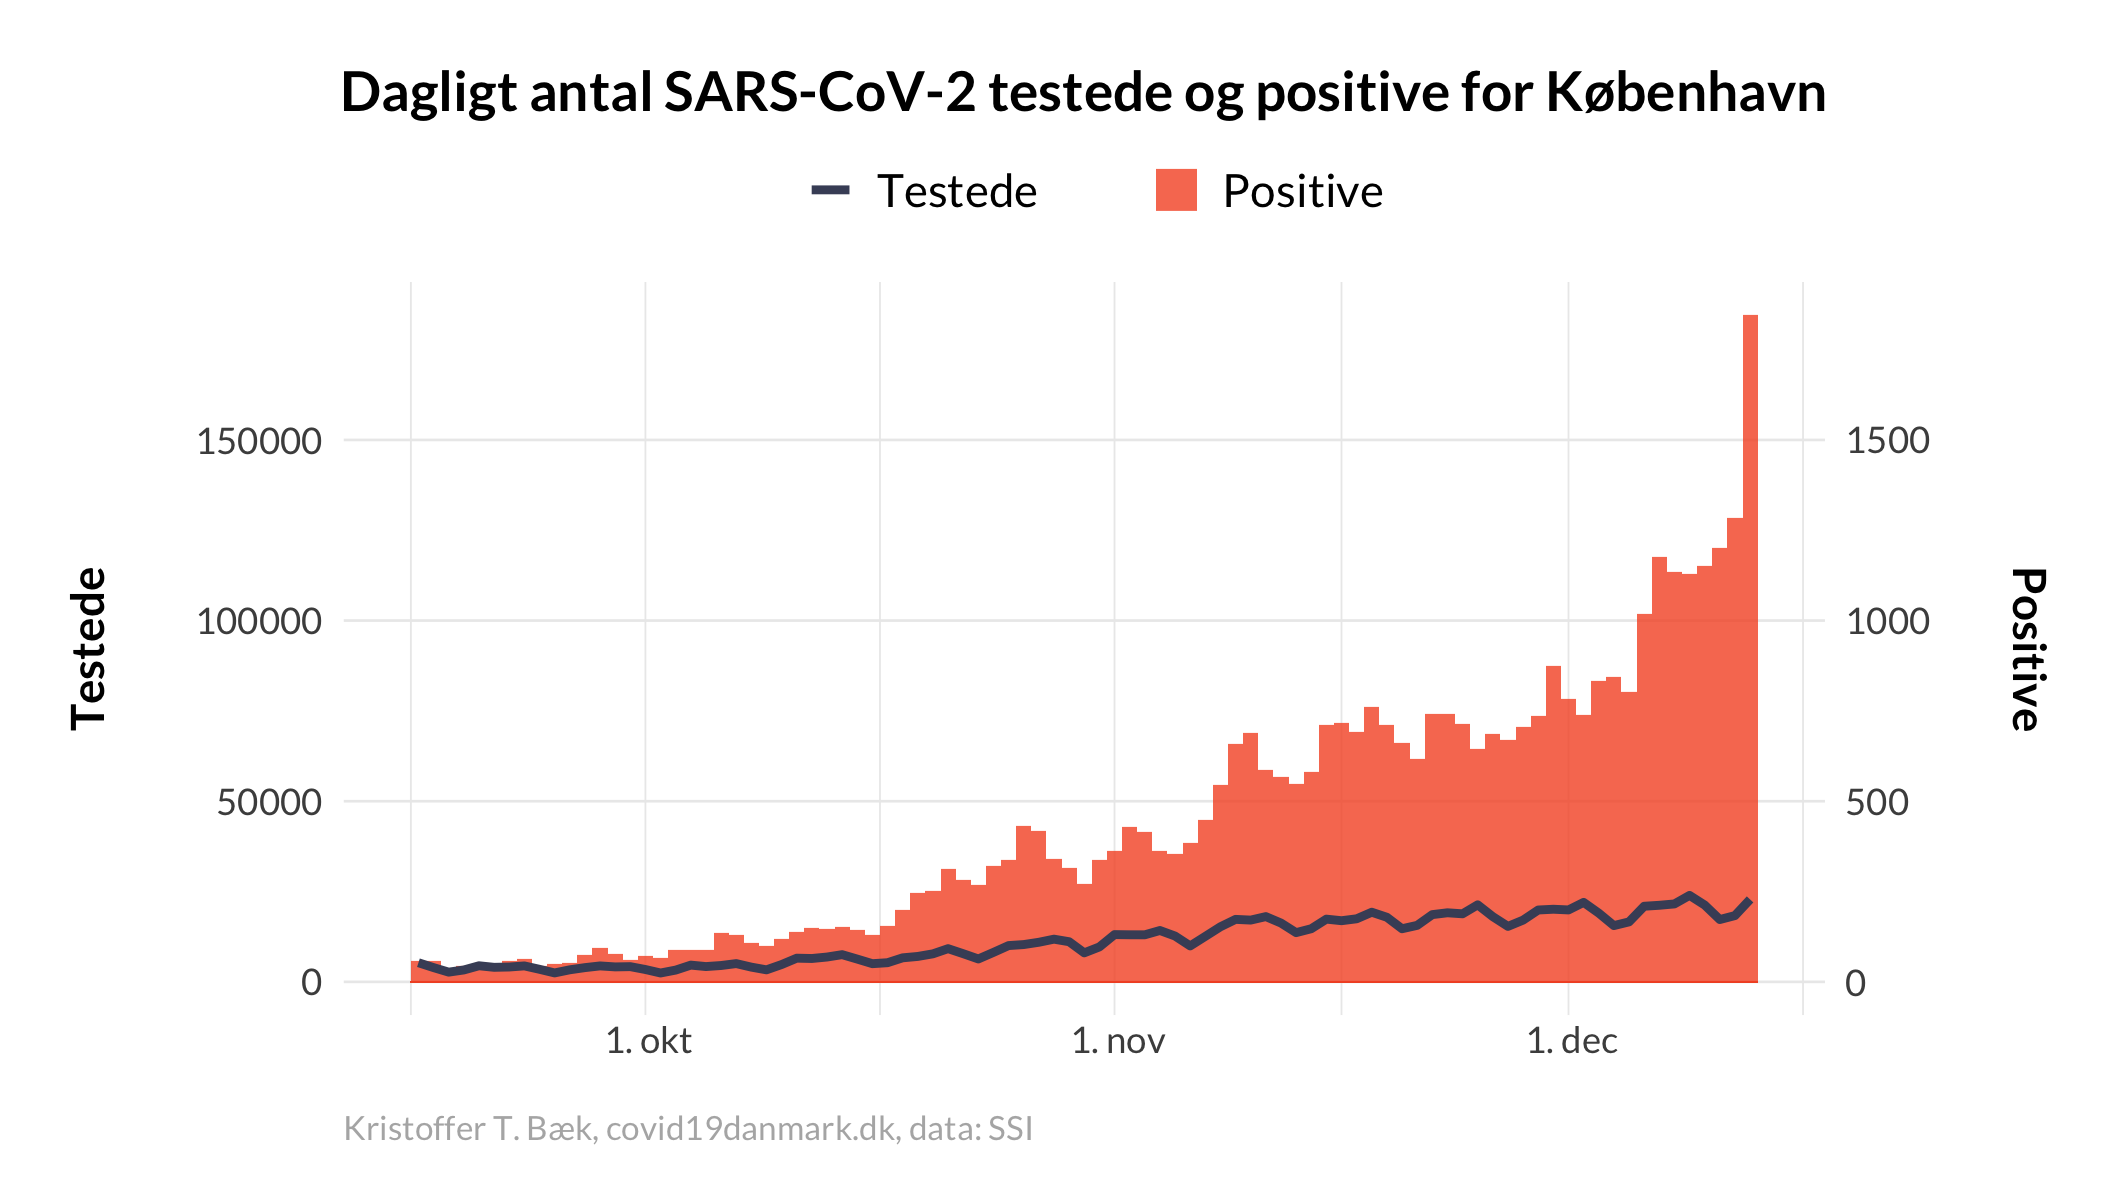 Dagligt antal SARS-CoV-2 testede og positive for København
Testede
Positive
150000
100000
50000
0
Testede
1500
1000
500
0
Positive
1. okt
1. nov
1. dec
Kristoffer T. Bæk, covid19danmark.dk, data: SSI